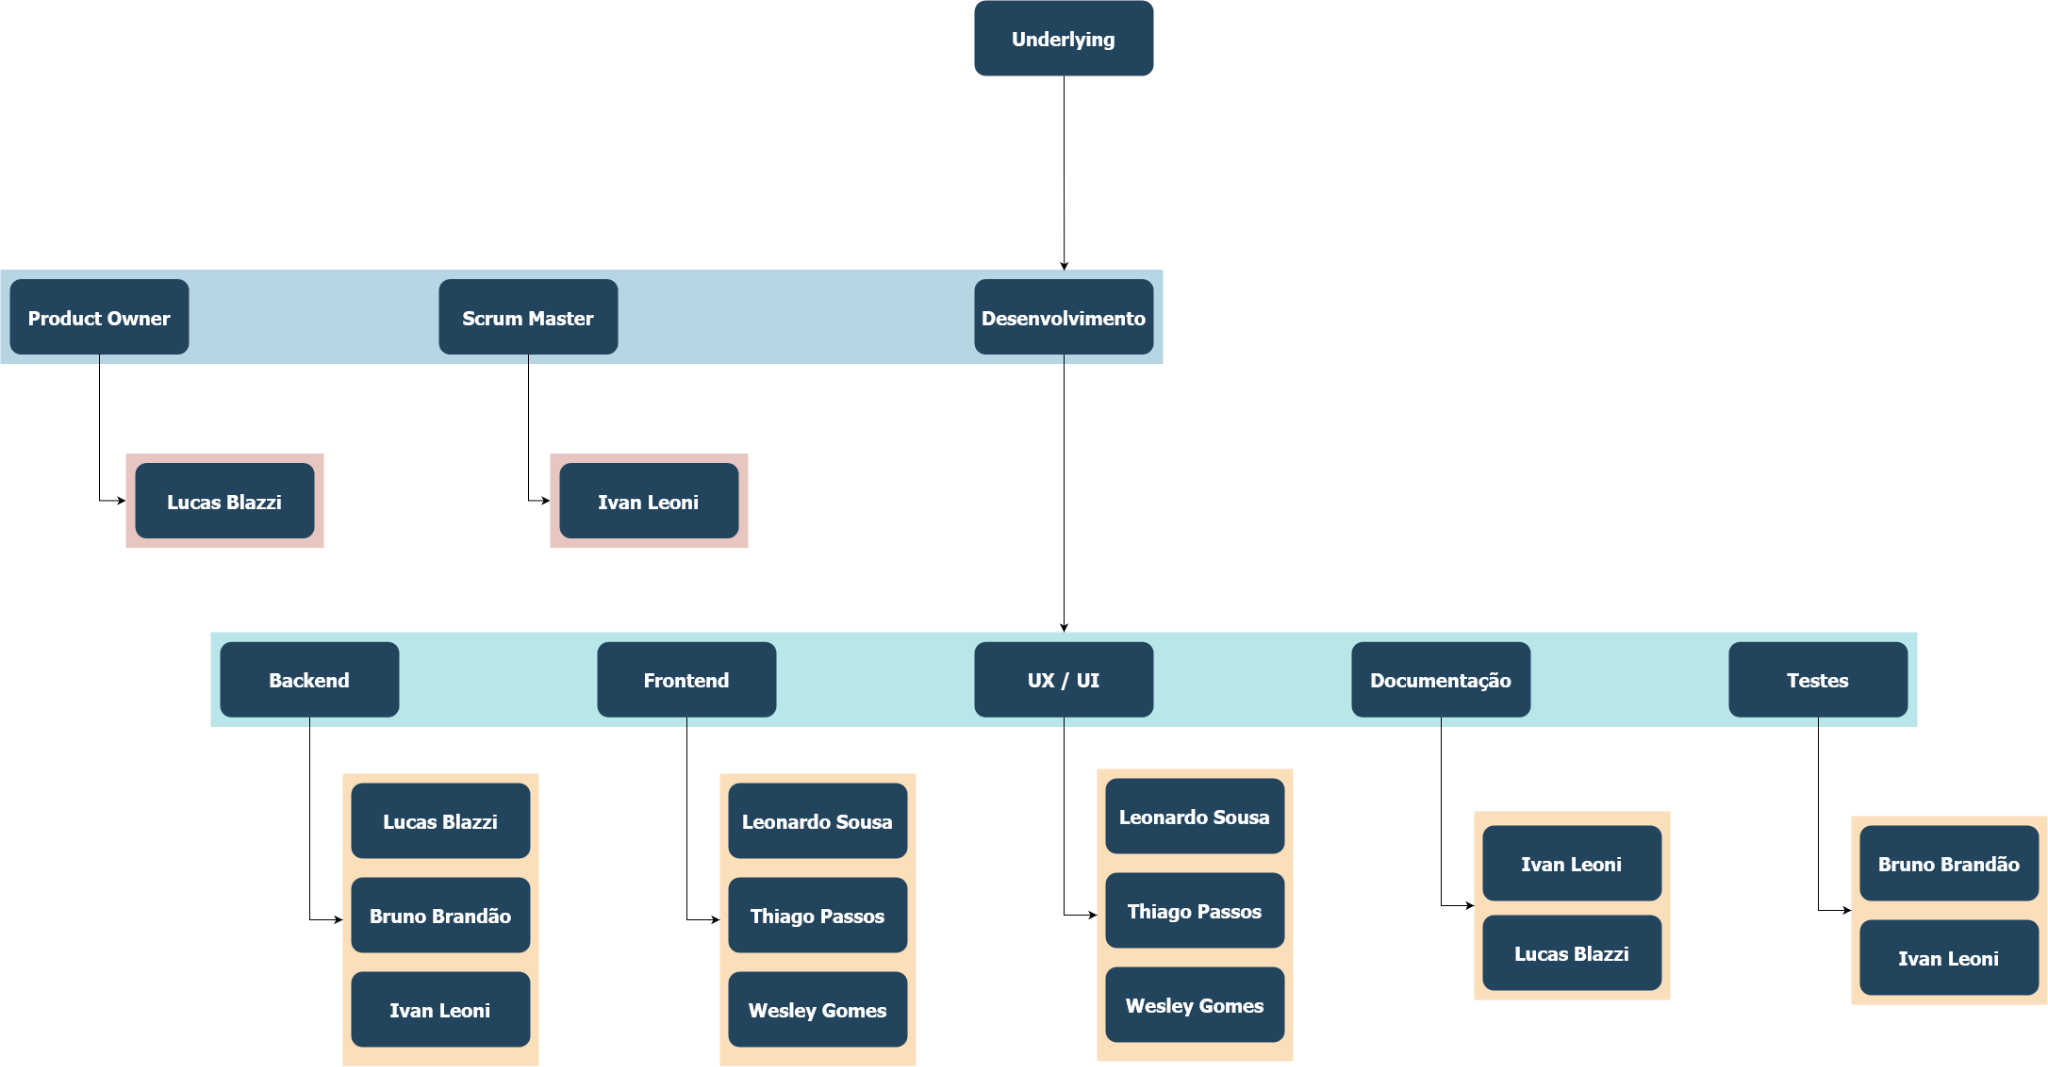 Underlying
Product Owner
Scrum Master
Desenvolvimento
Lucas Blazzi
Ivan Leoni
Backend
Frontend
UX / UI
Documentação
Testes
Lucas Blazzi
Bruno Brandão
Ivan Leoni
Leonardo Sousa
Thiago Passos
Wesley Gomes
Leonardo Sousa
Thiago Passos
Wesley Gomes
Ivan Leoni
Lucas Blazzi
Bruno Brandão
Ivan Leoni